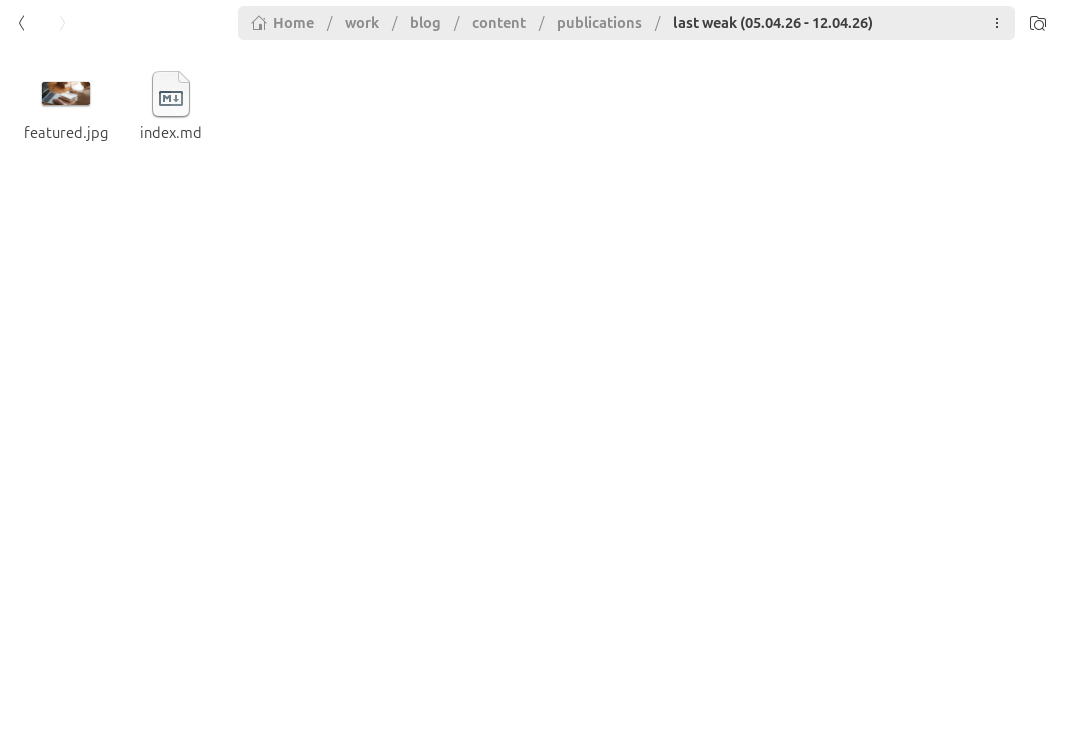 Home / work / blog / content / publications / last weak (05.04.26 - 12.04.26)
M
featured.jpg index.md